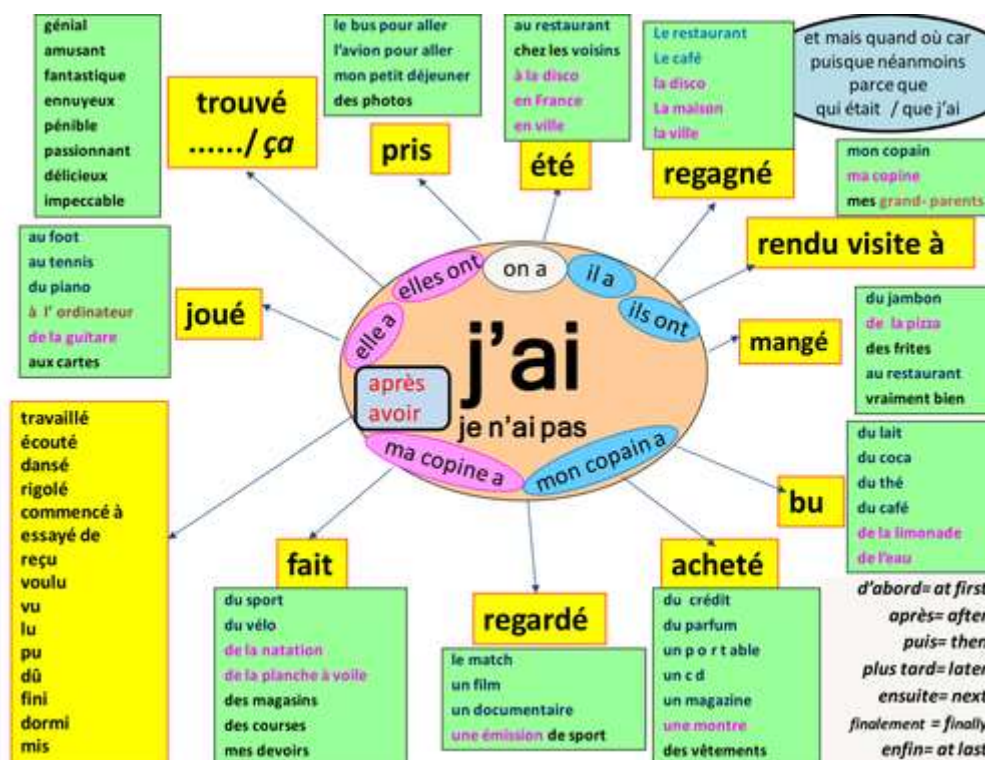 génial
amusant
fantastique
ennuyeux
pénible
passionnant
délicieux
impeccable
trouvé
....../ ça
le bus pour aller
l'avion pour aller
mon petit déjeuner
des photos
pris
au restaurant
chez les voisins
à la disco
en France
en ville
été
Le restaurant
Le café
la disco
La maison
la ville
regagné
et mais quand où car
puisque néanmoins
parce que
qui était / que j'ai
mon copain
ma copine
mes grand- parents
rendu visite à
au foot
au tennis
du piano
à l' ordinateur
de la guitare
aux cartes
joué
elle a
elles ont
on a
il a
ils ont
j'ai
je n'ai pas
après
avoir
ma copine a
mon copain a
mangé
du jambon
de la pizza
des frites
au restaurant
vraiment bien
travaillé
écouté
dansé
rigolé
commencé à
essayé de
reçu
voulu
vu
lu
pu
dû
fini
dormi
mis
fait
du sport
du vélo
de la natation
de la planche à voile
des magasins
des courses
mes devoirs
regardé
le match
un film
un documentaire
une émission de sport
acheté
du crédit
du parfum
un p o r t able
un c d
un magazine
une montre
des vêtements
bu
du lait
du coca
du thé
du café
de la limonade
de l'eau
d'abord= at first
après= after
puis= then
plus tard= later
ensuite= next
finalement = finally
enfin= at last